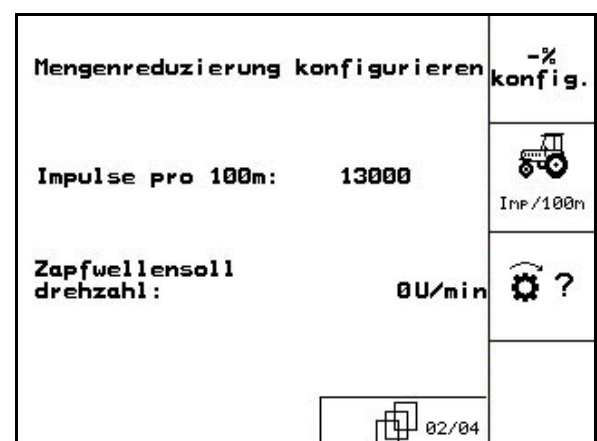 Mengenreduzierung konfigurieren
-%
konfig.
Impulse pro 100m: 13000
Imp/100m
Zapfwellensoll
drehzahl: 0U/min
?
02/04